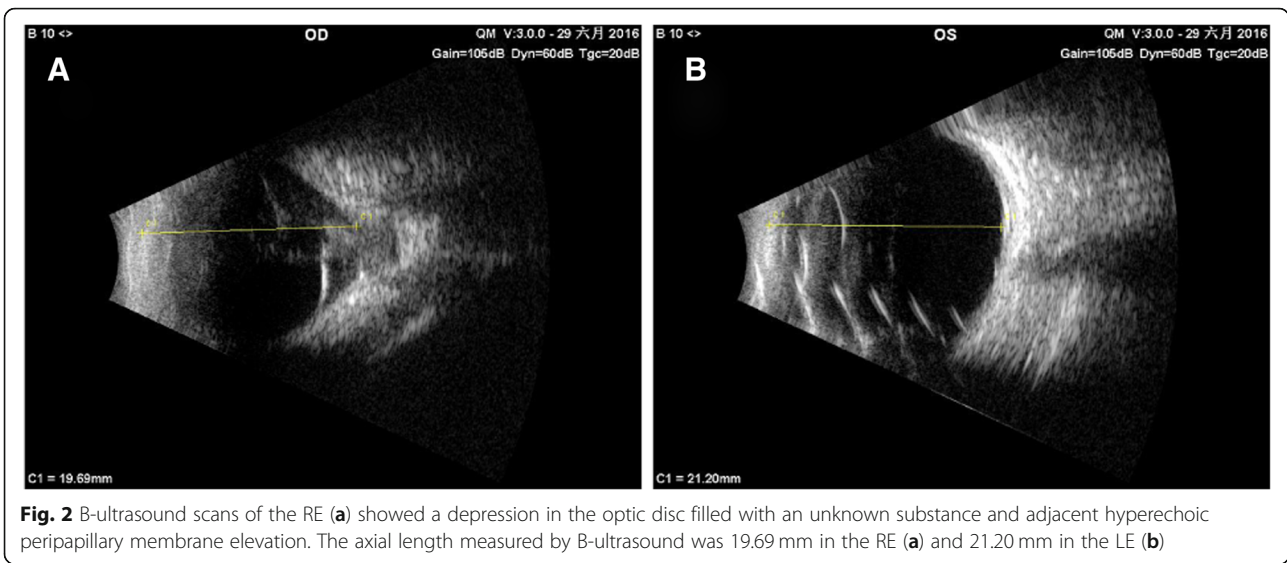 B 10 <>
OD
QM V:3.0.0 - 29 六月 2016
Gain=105dB Dyn=60dB Tgc=20dB
A
C1
C1 = 19.69mm
B 10 <>
OS
QM V:3.0.0 - 29 六月 2016
Gain=105dB Dyn=60dB Tgc=20dB
B
C1
C1 = 21.20mm
Fig. 2 B-ultrasound scans of the RE (a) showed a depression in the optic disc filled with an unknown substance and adjacent hyperechoic
peripapillary membrane elevation. The axial length measured by B-ultrasound was 19.69 mm in the RE (a) and 21.20 mm in the LE (b)